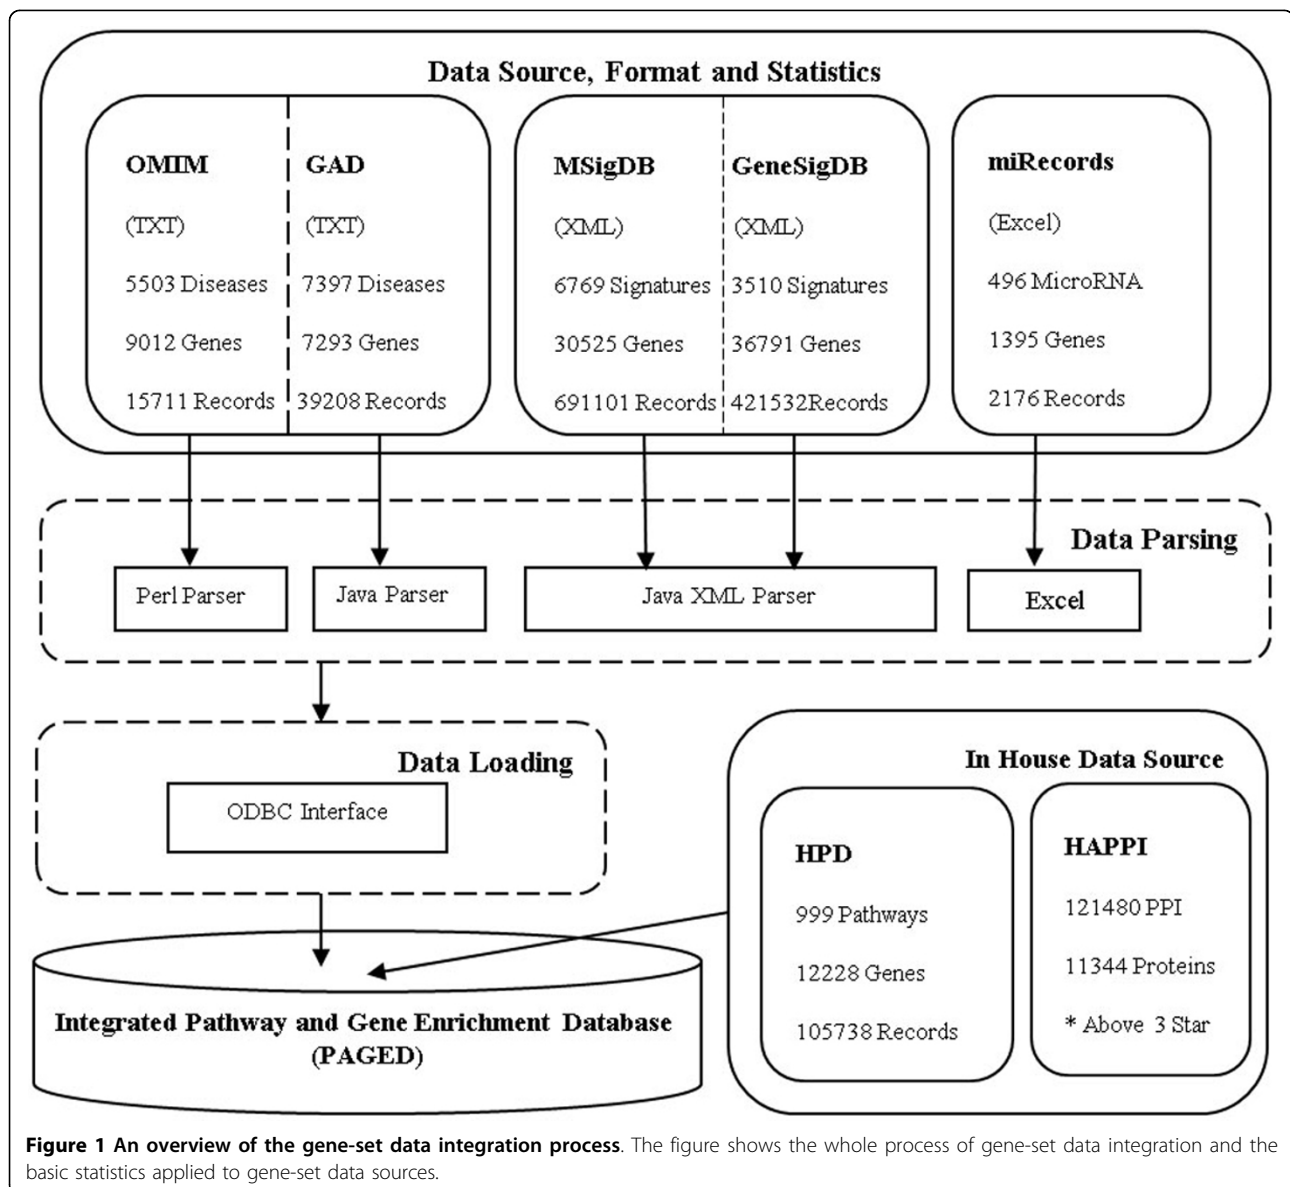 Data Source, Format and Statistics
OMIM
(TXT)
5503 Diseases
9012 Genes
15711 Records
GAD
(TXT)
7397 Diseases
7293 Genes
39208 Records
MSigDB
(XML)
6769 Signatures
30525 Genes
691101 Records
GeneSigDB
(XML)
3510 Signatures
36791 Genes
421532Records
miRecords
(Excel)
496 MicroRNA
1395 Genes
2176 Records
Data Parsing
Perl Parser
Java Parser
Java XML Parser
Excel
Data Loading
ODBC Interface
In House Data Source
HPD
999 Pathways
12228 Genes
105738 Records
HAPPI
121480 PPI
11344 Proteins
* Above 3 Star
Integrated Pathway and Gene Enrichment Database
(PAGED)
Figure 1 An overview of the gene-set data integration process. The figure shows the whole process of gene-set data integration and the
basic statistics applied to gene-set data sources.